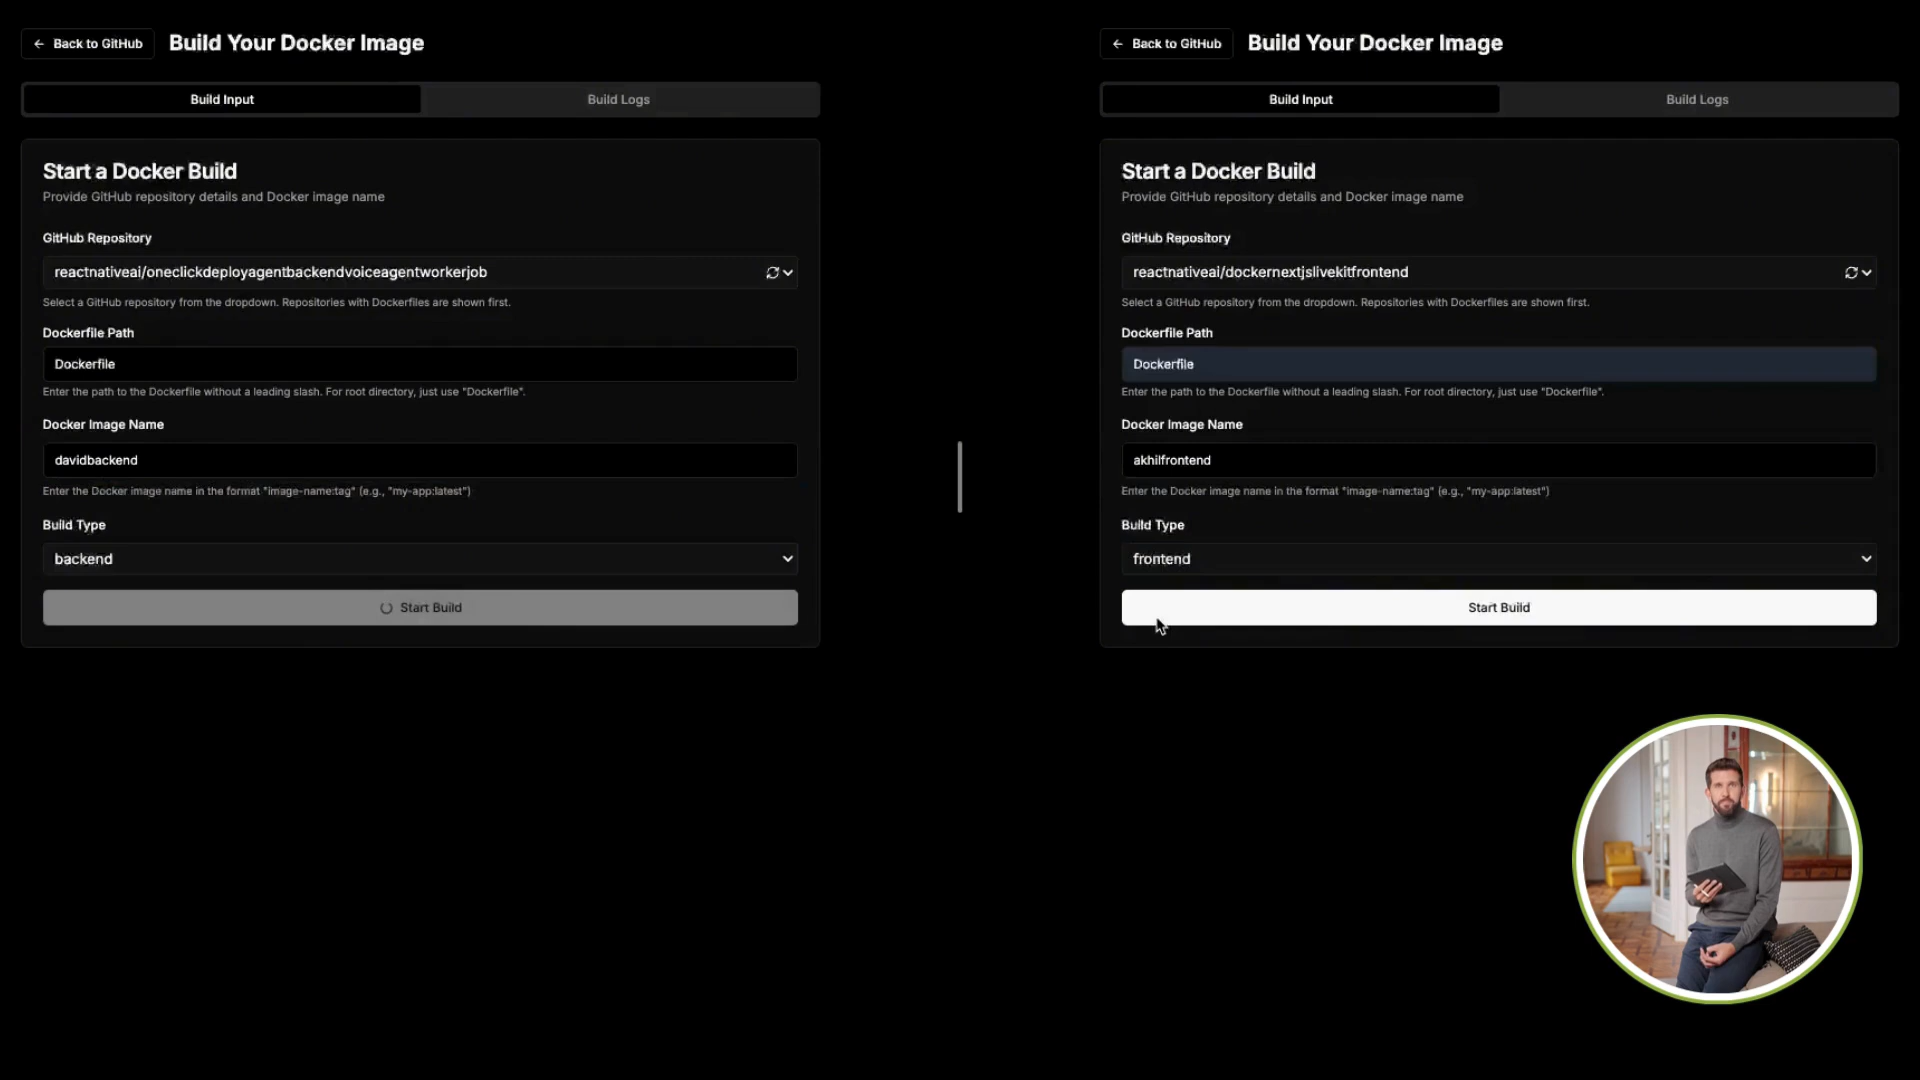 Back to GitHub
Build Your Docker Image
Build Input
Build Logs
Start a Docker Build
Provide GitHub repository details and Docker image name
GitHub Repository
reactnativeai/oneclickdeployagentbackendvoiceagentworkerjob
Select a GitHub repository from the dropdown. Repositories with Dockerfiles are shown first.
Dockerfile Path
Dockerfile
Enter the path to the Dockerfile without a leading slash. For root directory, just use "Dockerfile".
Docker Image Name
davidbackend
Enter the Docker image name in the format "image-name:tag" (e.g., "my-app:latest")
Build Type
backend
Start Build
Back to GitHub
Build Your Docker Image
Build Input
Build Logs
Start a Docker Build
Provide GitHub repository details and Docker image name
GitHub Repository
reactnativeai/dockernextjslivekitfrontend
Select a GitHub repository from the dropdown. Repositories with Dockerfiles are shown first.
Dockerfile Path
Dockerfile
Enter the path to the Dockerfile without a leading slash. For root directory, just use "Dockerfile".
Docker Image Name
akhilfrontend
Enter the Docker image name in the format "image-name:tag" (e.g., "my-app:latest")
Build Type
frontend
Start Build